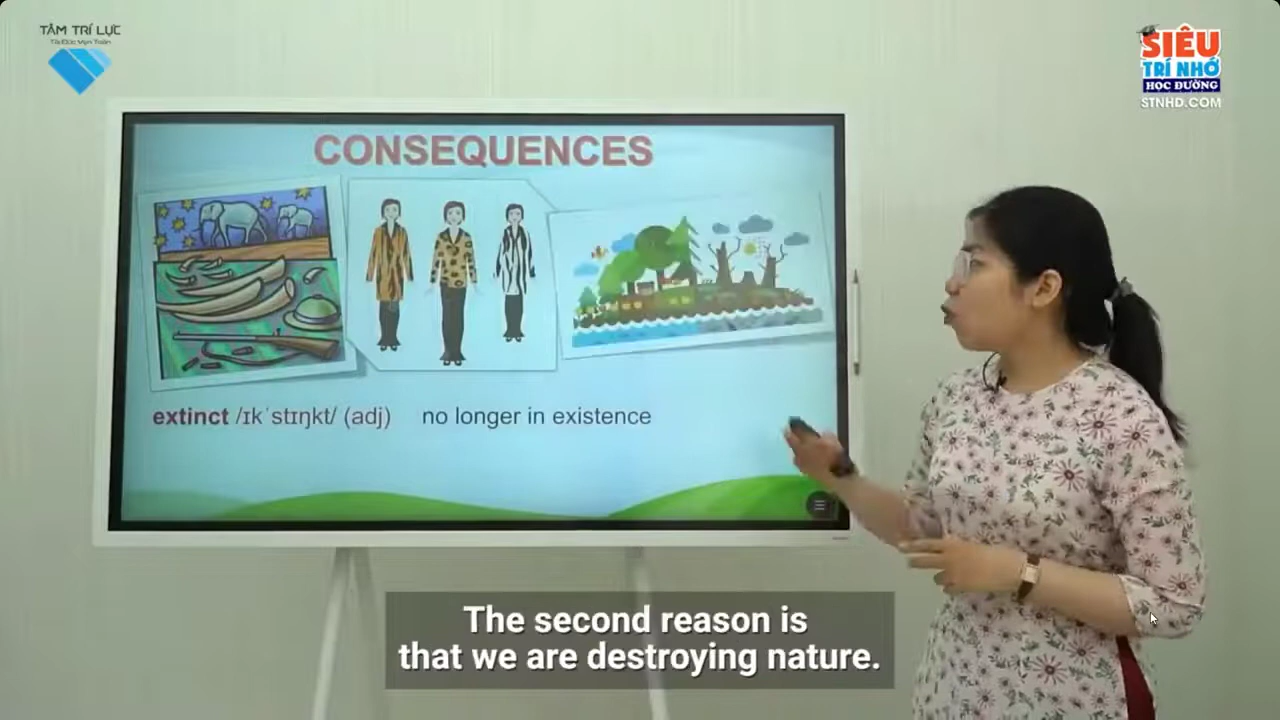 TÂM TRÍ LỰC
SIÊU
TRÍ NHỚ
HỌC ĐƯỜNG
STNHD.COM
CONSEQUENCES
extinct /ɪkˈstɪŋkt/ (adj) no longer in existence
The second reason is
that we are destroying nature.